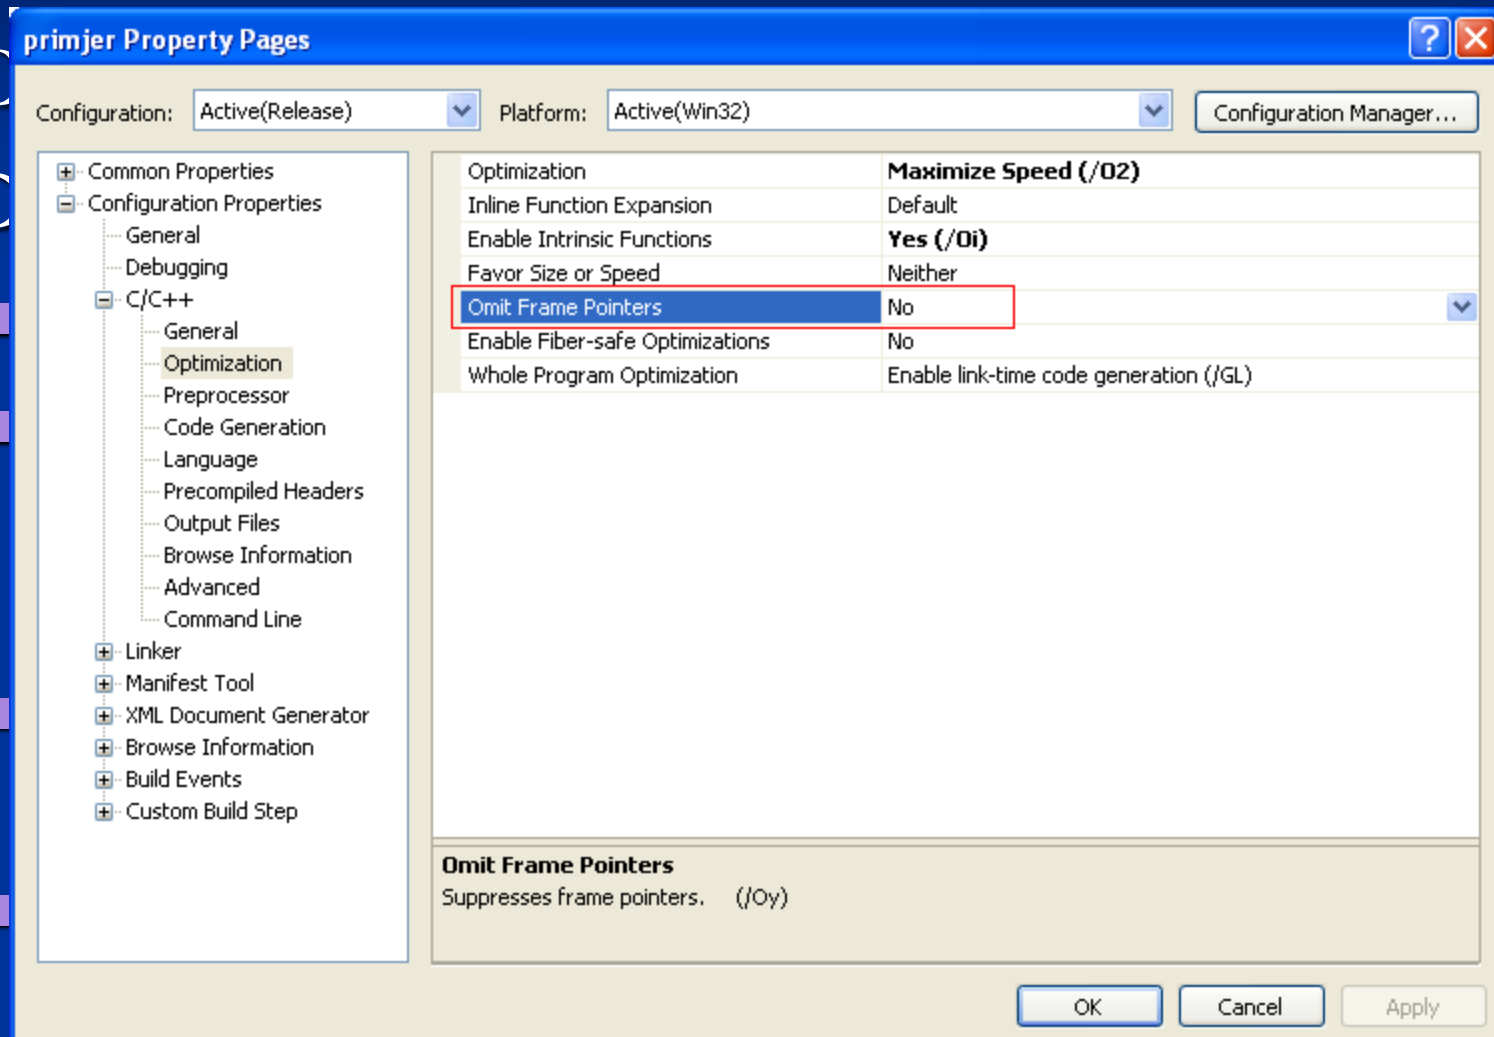 primjer Property Pages
Configuration: Active(Release) Platform: Active(Win32) Configuration Manager...
Common Properties
Configuration Properties
General
Debugging
C/C++
General
Optimization
Preprocessor
Code Generation
Language
Precompiled Headers
Output Files
Browse Information
Advanced
Command Line
Linker
Manifest Tool
XML Document Generator
Browse Information
Build Events
Custom Build Step
Optimization Maximize Speed (/O2)
Inline Function Expansion Default
Enable Intrinsic Functions Yes (/Oi)
Favor Size or Speed Neither
Omit Frame Pointers No
Enable Fiber-safe Optimizations No
Whole Program Optimization Enable link-time code generation (/GL)
Omit Frame Pointers
Suppresses frame pointers. (/Oy)
OK Cancel Apply